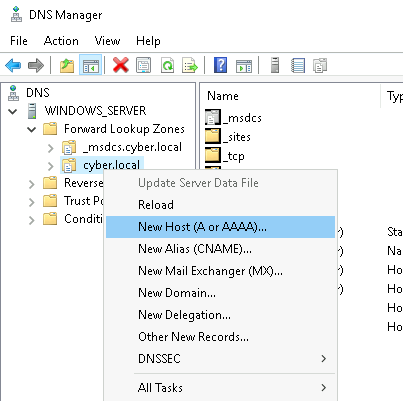 DNS Manager
File Action View Help
DNS
WINDOWS_SERVER
Forward Lookup Zones
_msdcs.cyber.local
cyber.local
Reverse
Trust Po
Conditi
Name
Ty
_msdcs
_sites
_tcp
Update Server Data File
Reload
New Host (A or AAAA)...
New Alias (CNAME)...
New Mail Exchanger (MX)...
New Domain...
New Delegation...
Other New Records...
DNSSEC
All Tasks
) Sta
) Na
) Ho
) Ho
Ho
Ho